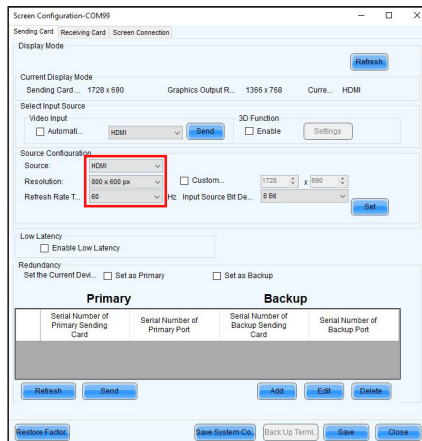 Screen Configuration-COM99
Sending Card Receiving Card Screen Connection
Display Mode
Refresh
Current Display Mode
Sending Card ... 1728 x 690 Graphics Output R... 1366 x 768 Curre... HDMI
Select Input Source
Video Input 3D Function
Automati... HDMI Send Enable Settings
Source Configuration
Source: HDMI
Resolution: 800 x 600 px Custom... 1728 x 690
Refresh Rate T... 60 Hz Input Source Bit De... 8 Bit
Set
Low Latency
Enable Low Latency
Redundancy
Set the Current Devi... Set as Primary Set as Backup
Primary Backup
Serial Number of Primary Sending Card Serial Number of Primary Port Serial Number of Backup Sending Card Serial Number of Backup Port
Refresh Send Add Edit Delete
Restore Factor.. Save System Co.. Back Up Termi.. Save Close